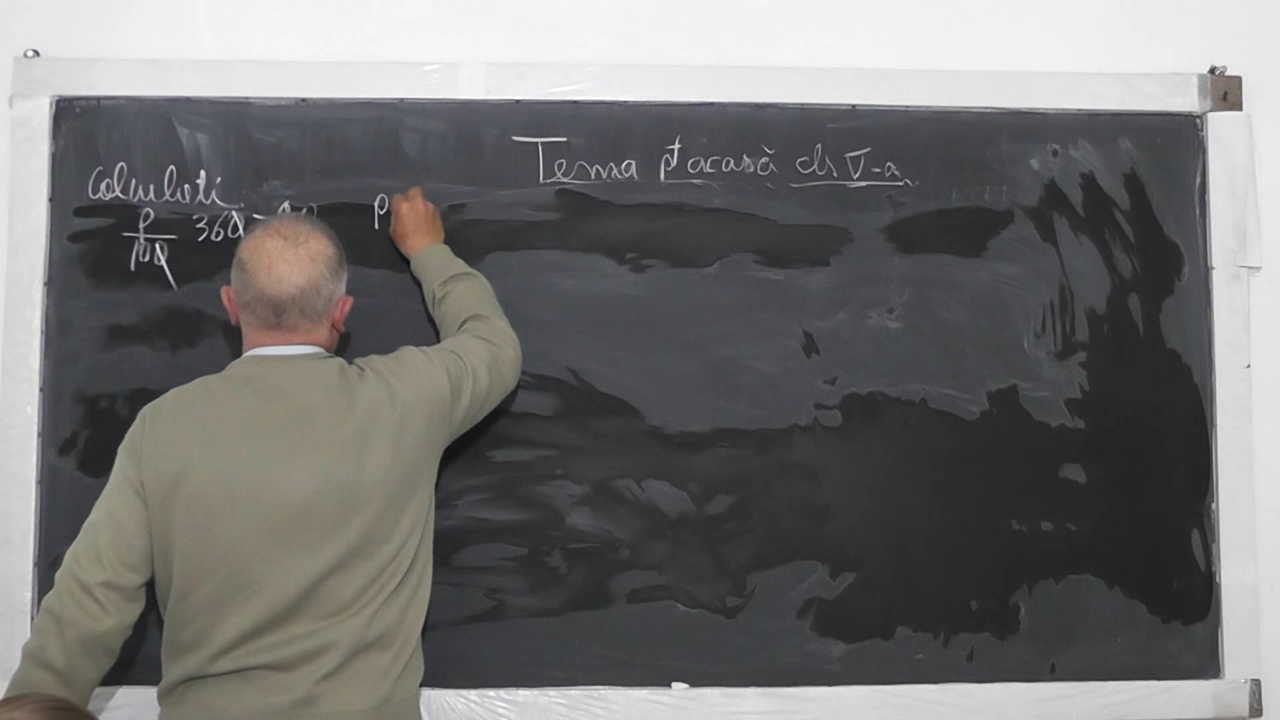 Tema pt acasă cls V-a
Calculați
p/100 360 = p